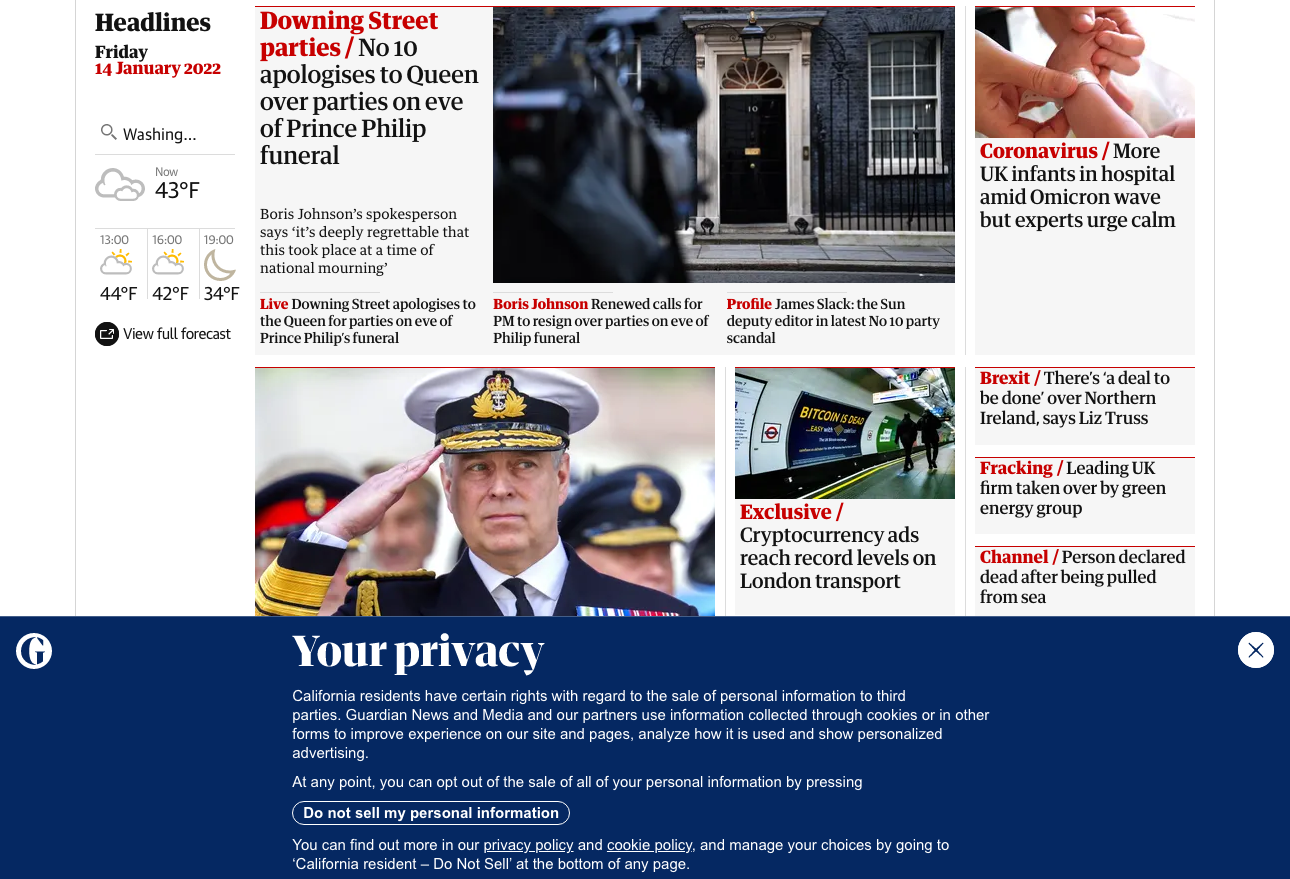 Headlines
Friday
14 January 2022
Washing...
Now
43°F
13:00
16:00
19:00
44°F
42°F
34°F
View full forecast
Downing Street
parties / No 10
apologises to Queen
over parties on eve
of Prince Philip
funeral
Boris Johnson's spokesperson
says ‘it's deeply regrettable that
this took place at a time of
national mourning’
10
Live Downing Street apologises to
the Queen for parties on eve of
Prince Philip's funeral
Boris Johnson Renewed calls for
PM to resign over parties on eve of
Philip funeral
Profile James Slack: the Sun
deputy editor in latest No 10 party
scandal
Coronavirus / More
UK infants in hospital
amid Omicron wave
but experts urge calm
BITCOIN IS DEAD
...EASY with
Exclusive /
Cryptocurrency ads
reach record levels on
London transport
Brexit / There's ‘a deal to
be done’ over Northern
Ireland, says Liz Truss
Fracking / Leading UK
firm taken over by green
energy group
Channel / Person declared
dead after being pulled
from sea
G
Your privacy
California residents have certain rights with regard to the sale of personal information to third
parties. Guardian News and Media and our partners use information collected through cookies or in other
forms to improve experience on our site and pages, analyze how it is used and show personalized
advertising.
At any point, you can opt out of the sale of all of your personal information by pressing
Do not sell my personal information
You can find out more in our privacy policy and cookie policy, and manage your choices by going to
‘California resident – Do Not Sell’ at the bottom of any page.